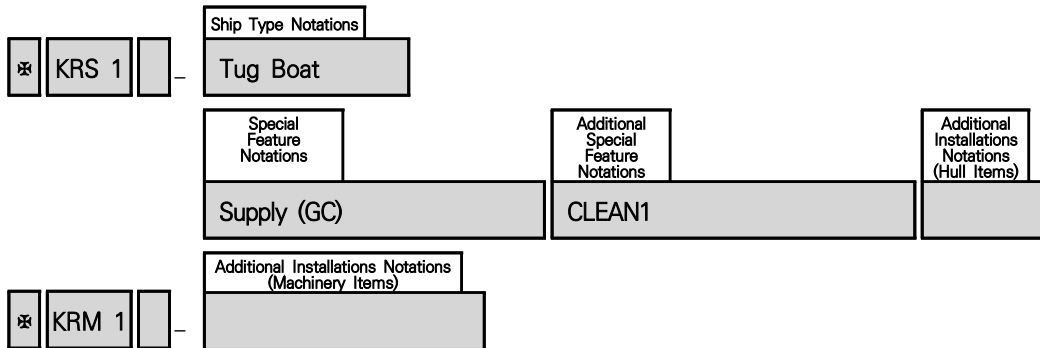 Ship Type Notations
✠ KRS 1 - Tug Boat
Special
Feature
Notations
Additional
Special
Feature
Notations
Additional
Installations
Notations
(Hull Items)
Supply (GC) CLEAN1
Additional Installations Notations
(Machinery Items)
✠ KRM 1 -